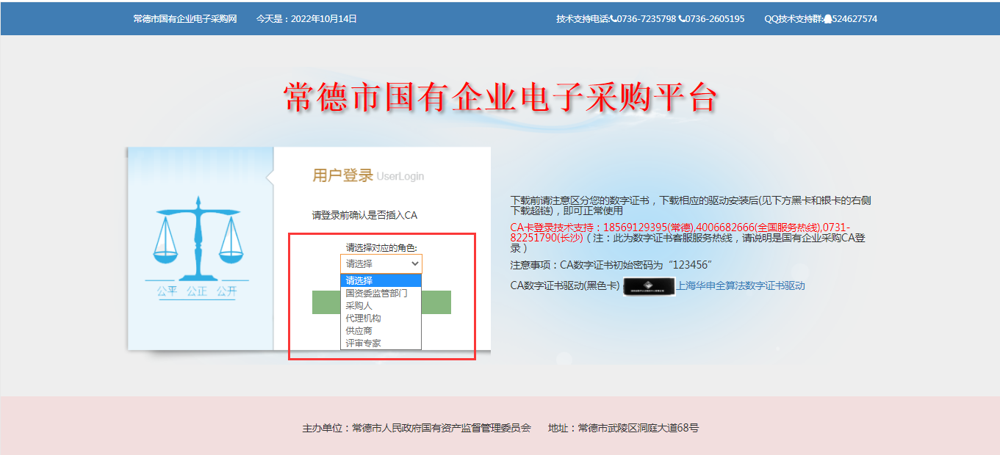 常德市国有企业电子采购网 今天是：2022年10月14日 技术支持电话:0736-7235798 0736-2605195 QQ技术支持群:524627574
常德市国有企业电子采购平台
用户登录 UserLogin
请登录前确认是否插入CA
请选择对应的角色:
请选择
请选择
国资委监管部门
采购人
代理机构
供应商
评审专家
公平 公正 公开
下载前请注意区分您的数字证书，下载相应的驱动安装后(见下方黑卡和银卡的右侧
下载超链)，即可正常使用
CA卡登录技术支持：18569129395(常德),4006682666(全国服务热线),0731-
82251790(长沙)（注：此为数字证书客服服务热线，请说明是国有企业采购CA登
录）
注意事项：CA数字证书初始密码为“123456”
CA数字证书驱动(黑色卡) 上海华申全算法数字证书驱动
主办单位：常德市人民政府国有资产监督管理委员会 地址：常德市武陵区洞庭大道68号